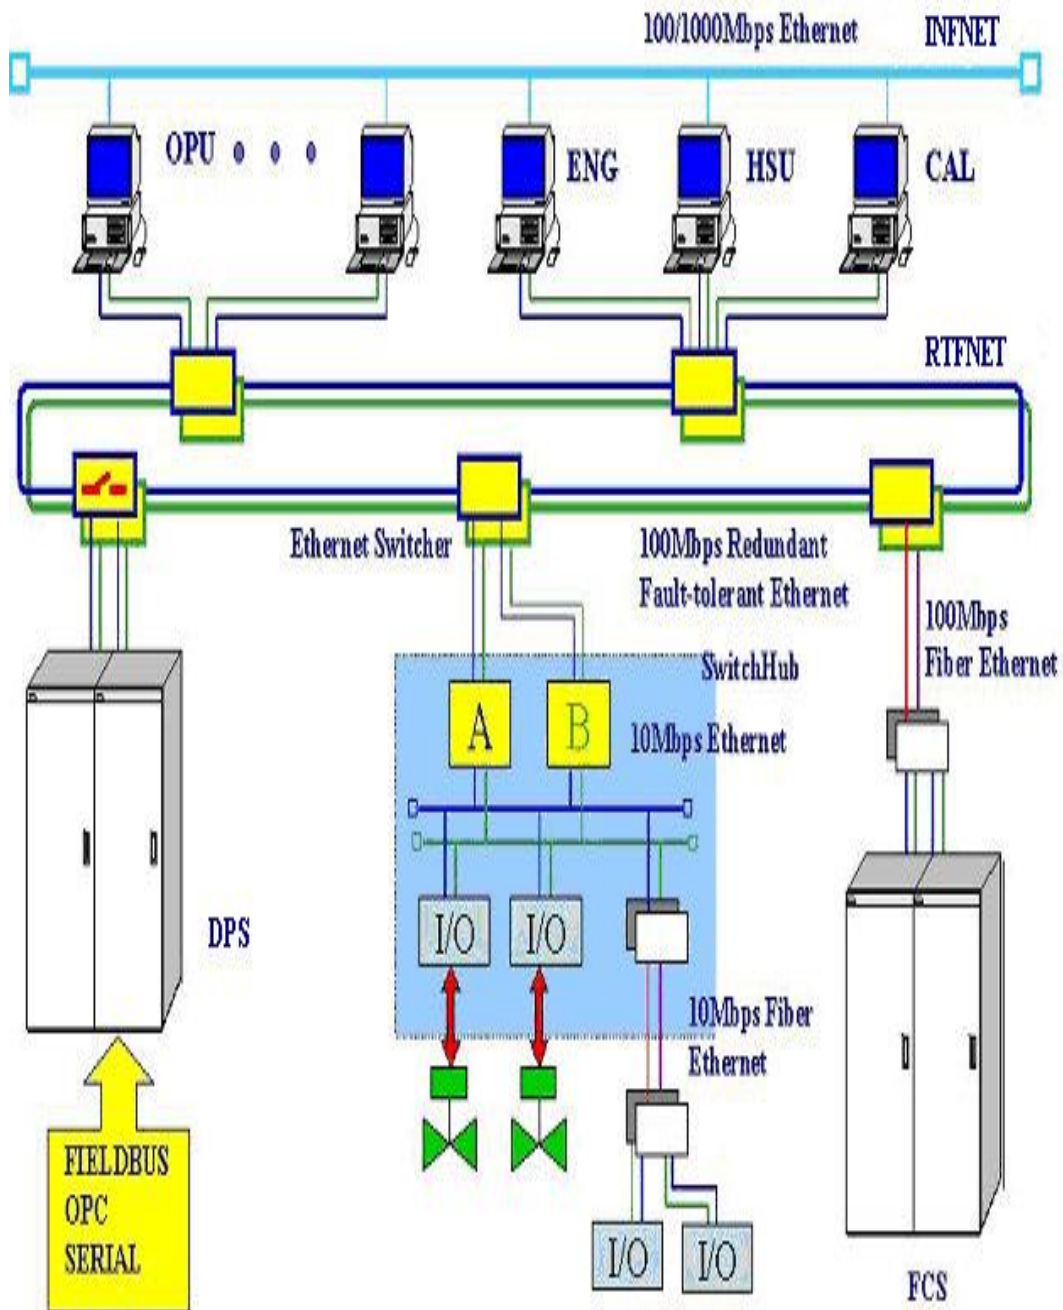 100/1000Mbps Ethernet
INFNET
OPU
ENG
HSU
CAL
RTFNET
Ethernet Switcher
100Mbps Redundant
Fault-tolerant Ethernet
100Mbps
Fiber Ethernet
SwitchHub
A
B
10Mbps Ethernet
I/O
I/O
DPS
10Mbps Fiber
Ethernet
FIELDBUS
OPC
SERIAL
I/O
I/O
FCS